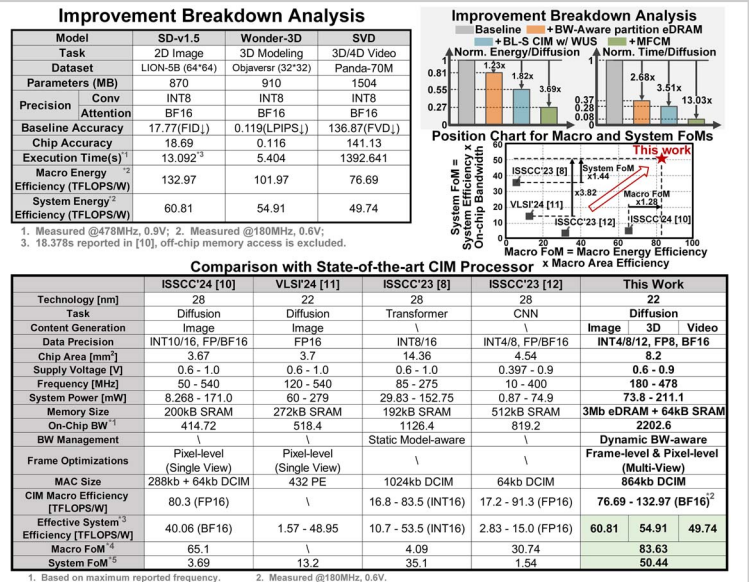 Improvement Breakdown Analysis
Model SD-v1.5 Wonder-3D SVD
Task 2D Image 3D Modeling 3D/4D Video
Dataset LION-5B (64*64) Objaversr (32*32) Panda-70M
Parameters (MB) 870 910 1504
Precision Conv INT8 INT8 INT8
Attention BF16 BF16 BF16
Baseline Accuracy 17.77(FID↓) 0.119(LPIPS↓) 136.87(FVD↓)
Chip Accuracy 18.69 0.116 141.13
Execution Time(s)*1 13.092*3 5.404 1392.641
Macro Energy*2 Efficiency (TFLOPS/W) 132.97 101.97 76.69
System Energy*2 Efficiency (TFLOPS/W) 60.81 54.91 49.74
1. Measured @478MHz, 0.9V; 2. Measured @180MHz, 0.6V;
3. 18.378s reported in [10], off-chip memory access is excluded.
Improvement Breakdown Analysis
Baseline +BW-Aware partition eDRAM
+BL-S CIM w/ WUS +MFCM
Norm. Energy/Diffusion Norm. Time/Diffusion
1 0.81 0.55 0.27 0
1.23x 1.82x 3.69x
1 0.37 0.28 0.08 0
2.68x 3.51x 13.03x
Position Chart for Macro and System FoMs
System FoM = System Efficiency x On-chip Bandwidth
60 50 40 30 20 10 0
This work
ISSCC'23 [8]
System FoM x1.44
x3.82
Macro FoM x1.28
VLSI'24 [11]
ISSCC'23 [12]
ISSCC'24 [10]
0 20 40 60 80 100
Macro FoM = Macro Energy Efficiency x Macro Area Efficiency
Comparison with State-of-the-art CIM Processor
ISSCC'24 [10] VLSI'24 [11] ISSCC'23 [8] ISSCC'23 [12] This Work
Technology [nm] 28 22 28 28 22
Task Diffusion Diffusion Transformer CNN Diffusion
Content Generation Image Image \ \ Image 3D Video
Data Precision INT10/16, FP/BF16 FP16 INT8/16 INT4/8, FP/BF16 INT4/8/12, FP8, BF16
Chip Area [mm²] 3.67 3.7 14.36 4.54 8.2
Supply Voltage [V] 0.6 - 1.0 0.6 - 1.0 0.6 - 1.0 0.397 - 0.9 0.6 - 0.9
Frequency [MHz] 50 - 540 120 - 540 85 - 275 10 - 400 180 - 478
System Power [mW] 8.268 - 171.0 60 - 279 29.83 - 152.75 0.87 - 74.9 73.8 - 211.1
Memory Size 200kB SRAM 272kB SRAM 192kB SRAM 512kB SRAM 3Mb eDRAM + 64kB SRAM
On-Chip BW*1 414.72 518.4 1126.4 819.2 2202.6
BW Management \ \ Static Model-aware \ Dynamic BW-aware
Frame Optimizations Pixel-level (Single View) Pixel-level (Single View) \ \ Frame-level & Pixel-level (Multi-View)
MAC Size 288kb + 64kb DCIM 432 PE 1024kb DCIM 64kb DCIM 864kb DCIM
CIM Macro Efficiency [TFLOPS/W] 80.3 (FP16) \ 16.8 - 83.5 (INT16) 17.2 - 91.3 (FP16) 76.69 - 132.97 (BF16)*2
Effective System*3 Efficiency [TFLOPS/W] 40.06 (BF16) 1.57 - 48.95 10.7 - 53.5 (INT16) 2.83 - 15.0 (FP16) 60.81 54.91 49.74
Macro FoM*4 65.1 \ 4.09 30.74 83.63
System FoM*5 3.69 13.2 35.1 1.54 50.44
1. Based on maximum reported frequency. 2. Measured @180MHz, 0.6V.